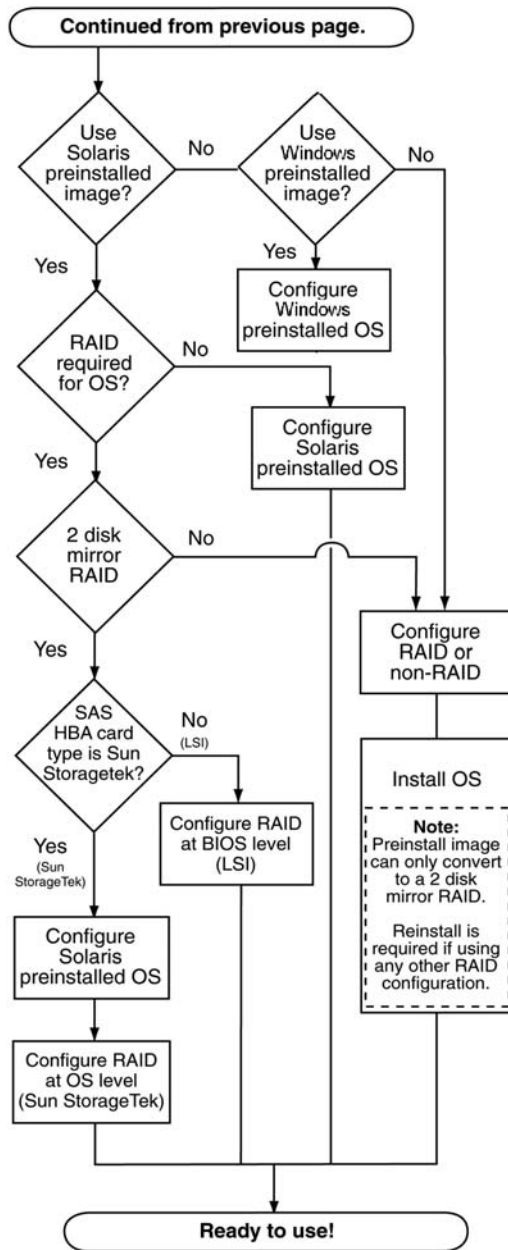 Continued from previous page.
Use
Solaris
preinstalled
image?
No
Use
Windows
preinstalled
image?
No
Yes
Yes
Configure
Windows
preinstalled OS
RAID
required
for OS?
No
Configure
Solaris
preinstalled OS
Yes
2 disk
mirror
RAID
No
Configure
RAID or
non-RAID
Yes
SAS
HBA card
type is Sun
Storagetek?
No
(LSI)
Install OS
Note:
Preinstall image
can only convert
to a 2 disk
mirror RAID.
Reinstall is
required if using
any other RAID
configuration.
Configure RAID
at BIOS level
(LSI)
Yes
(Sun
StorageTek)
Configure
Solaris
preinstalled OS
Configure RAID
at OS level
(Sun StorageTek)
Ready to use!